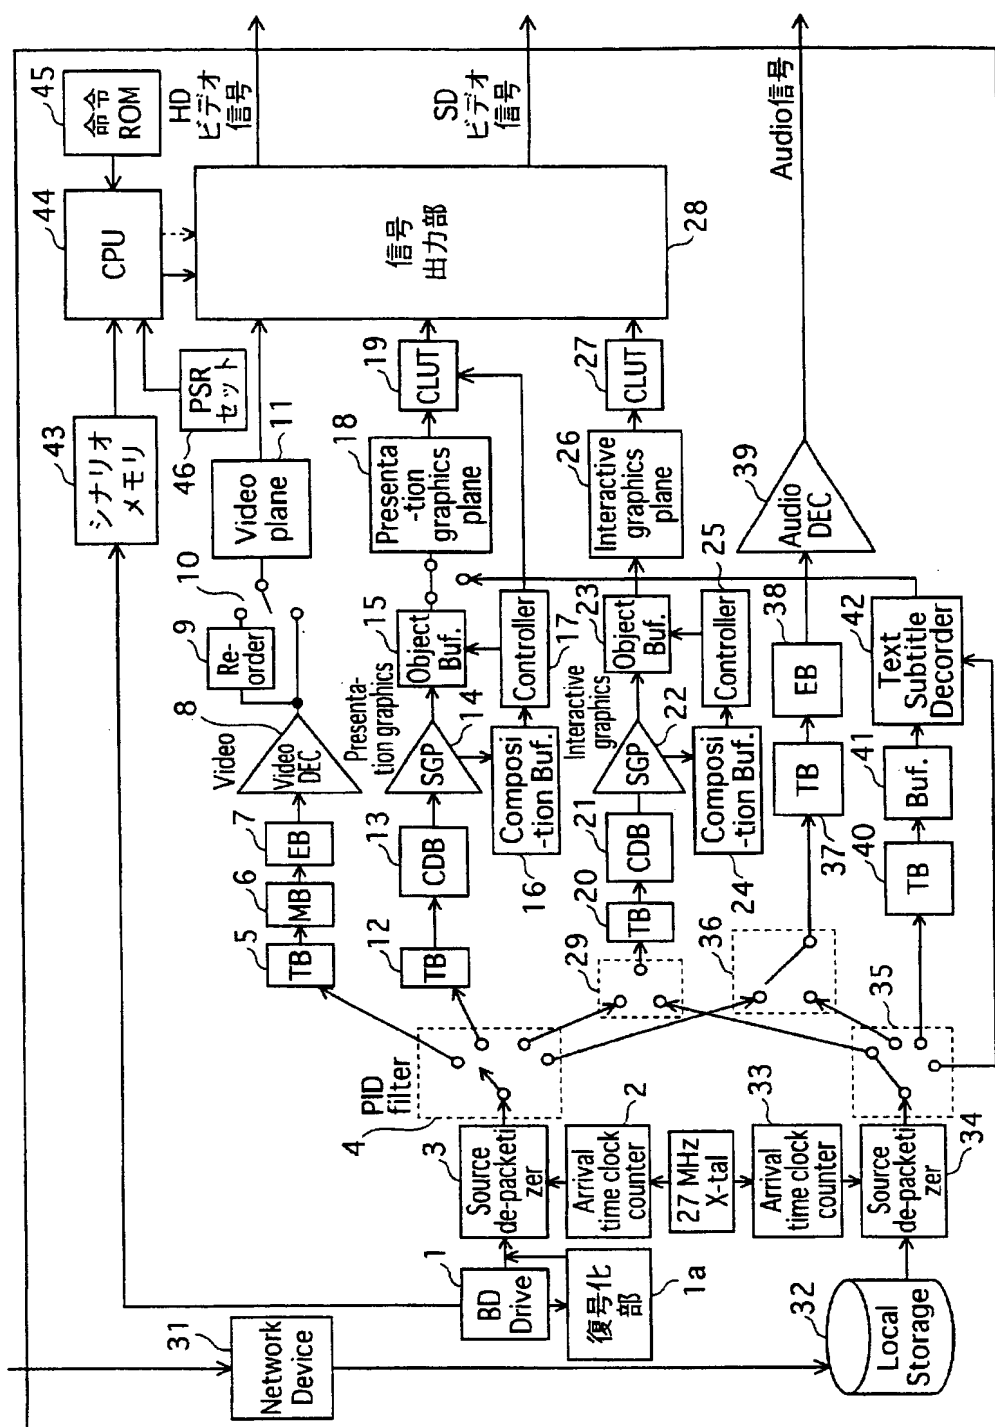 45
命令
ROM
44
CPU
43
シナリオ
メモリ
PSR
セット
46
HD
ビデオ
信号
SD
ビデオ
信号
Audio信号
信号
出力部
28
11
Video
plane
10
9
Re-
order
8
Video
Video
DEC
7
EB
6
MB
5
TB
19
CLUT
18
Presenta
-tion
graphics
plane
15
Object
Buf.
Presenta-
tion graphics
14
SGP
13
CDB
12
TB
17
Controller
16
Composi
-tion Buf.
27
CLUT
26
Interactive
graphics
plane
23
Object
Buf.
Interactive
graphics
22
SGP
21
CDB
20
TB
25
Controller
24
Composi
-tion Buf.
29
39
Audio
DEC
38
EB
37
TB
36
42
Text
Subtitle
Decorder
41
Buf.
40
TB
35
PID
filter
4
3
Source
de-packeti
zer
2
Arrival
time clock
counter
27 MHz
X-tal
33
Arrival
time clock
counter
34
Source
de-packeti
zer
1
BD
Drive
復号化
部
1a
31
Network
Device
32
Local
Storage